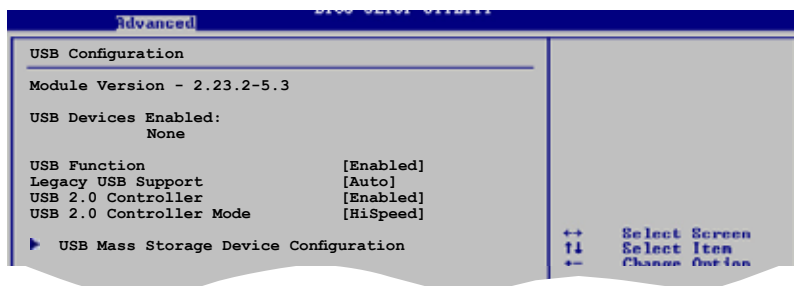 Advanced
USB Configuration
Module Version - 2.23.2-5.3
USB Devices Enabled:
None
USB Function [Enabled]
Legacy USB Support [Auto]
USB 2.0 Controller [Enabled]
USB 2.0 Controller Mode [HiSpeed]
USB Mass Storage Device Configuration
↔ Select Screen
↑↓ Select Item
+- Change Option